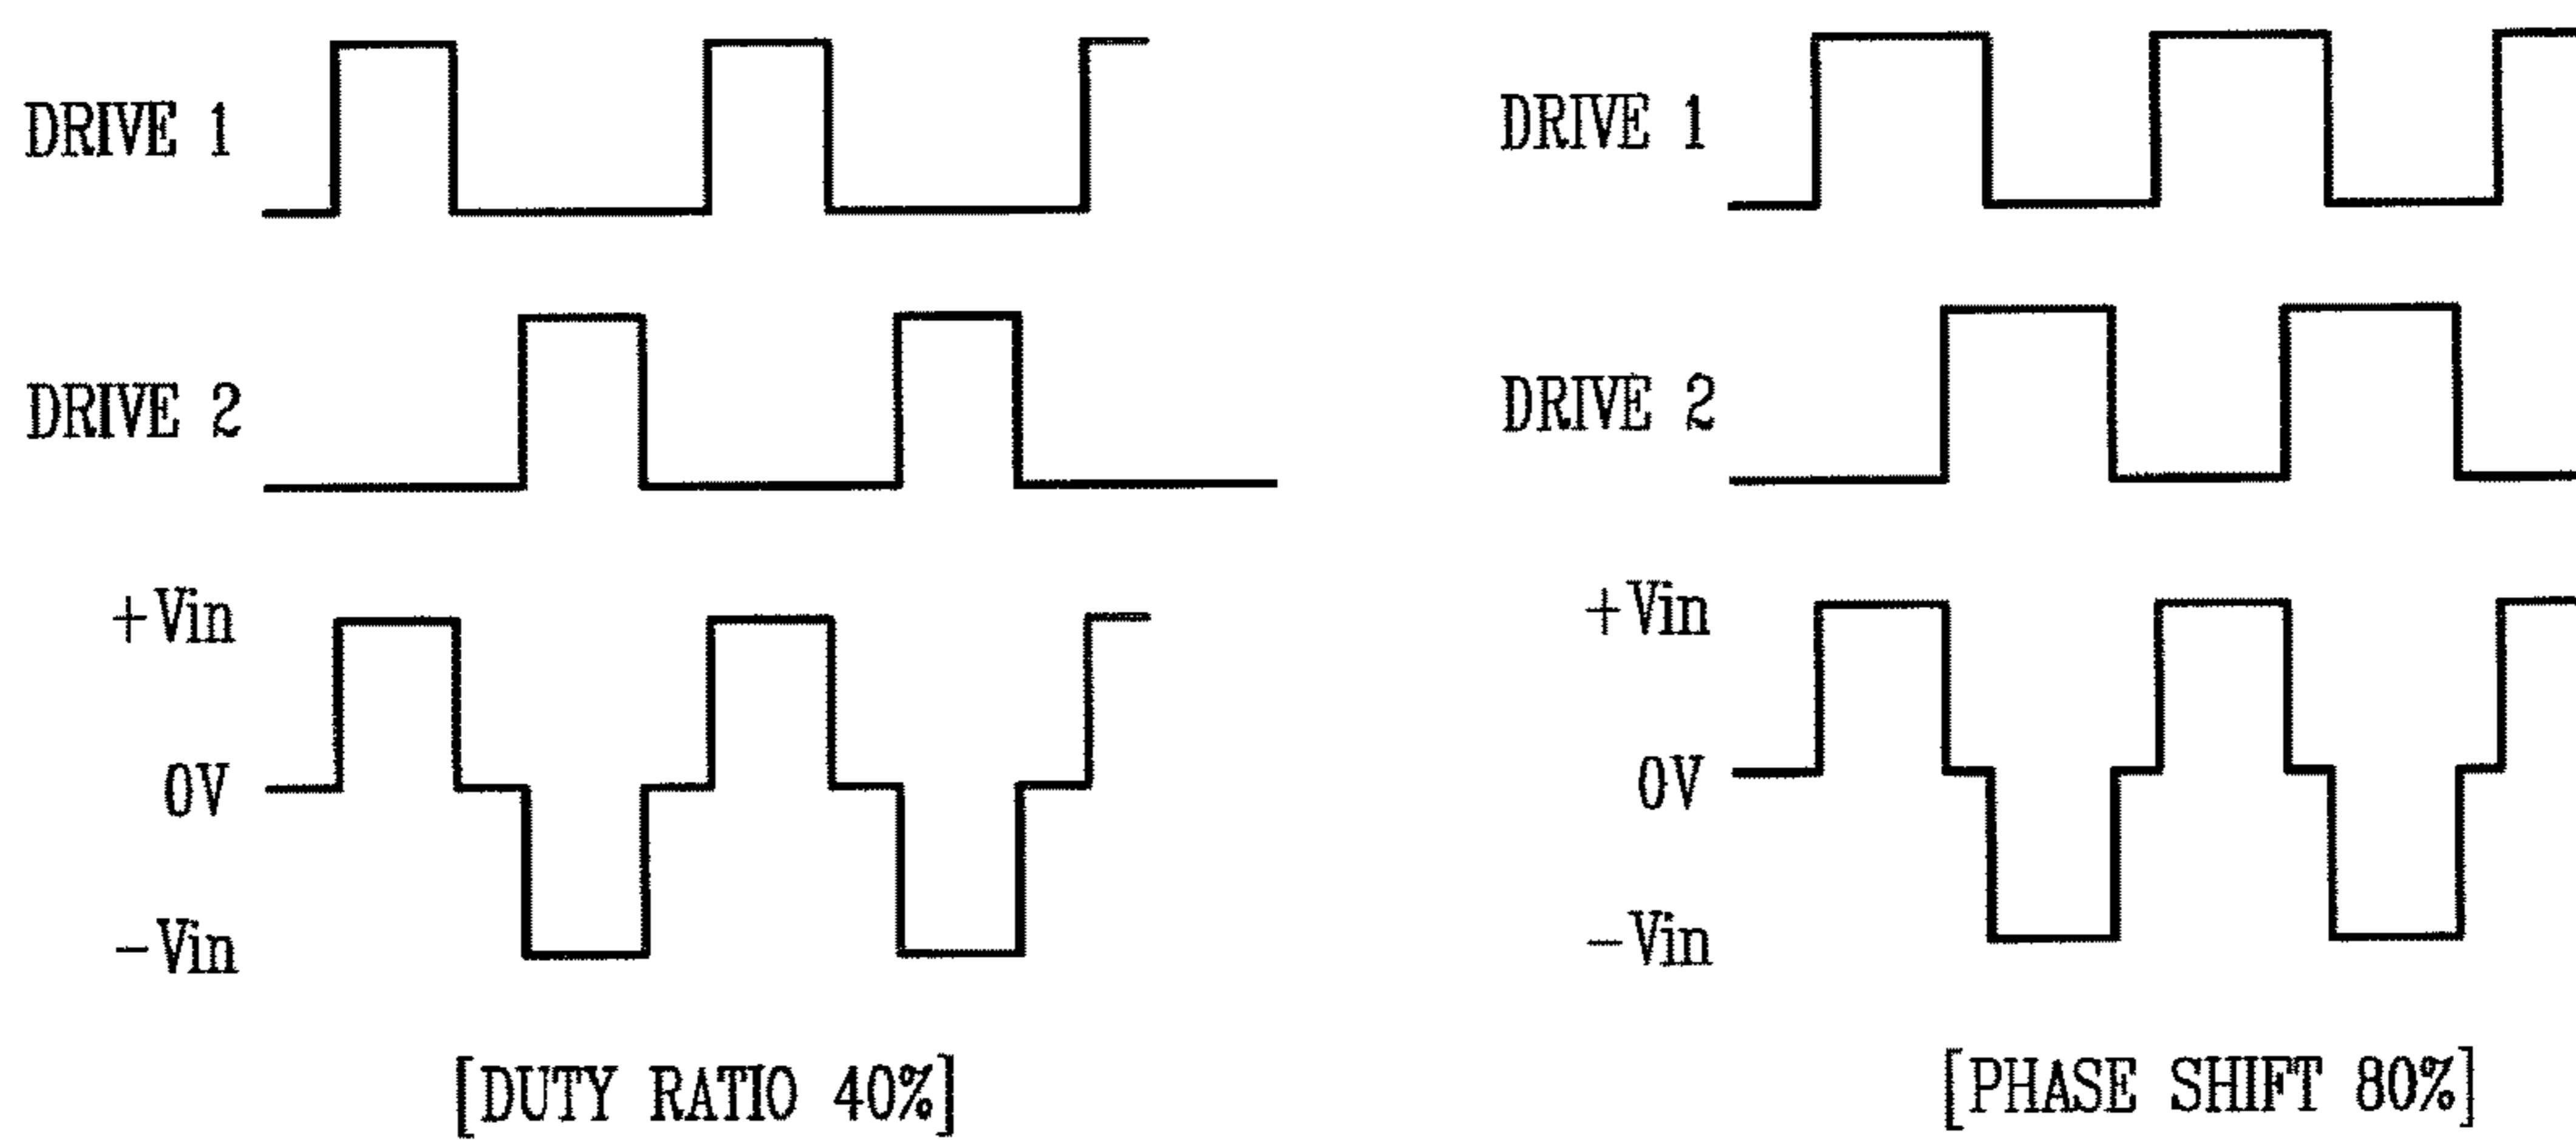 DRIVE 1
DRIVE 2
+Vin
0V
-Vin
[DUTY RATIO 40%]
DRIVE 1
DRIVE 2
+Vin
0V
-Vin
[PHASE SHIFT 80%]